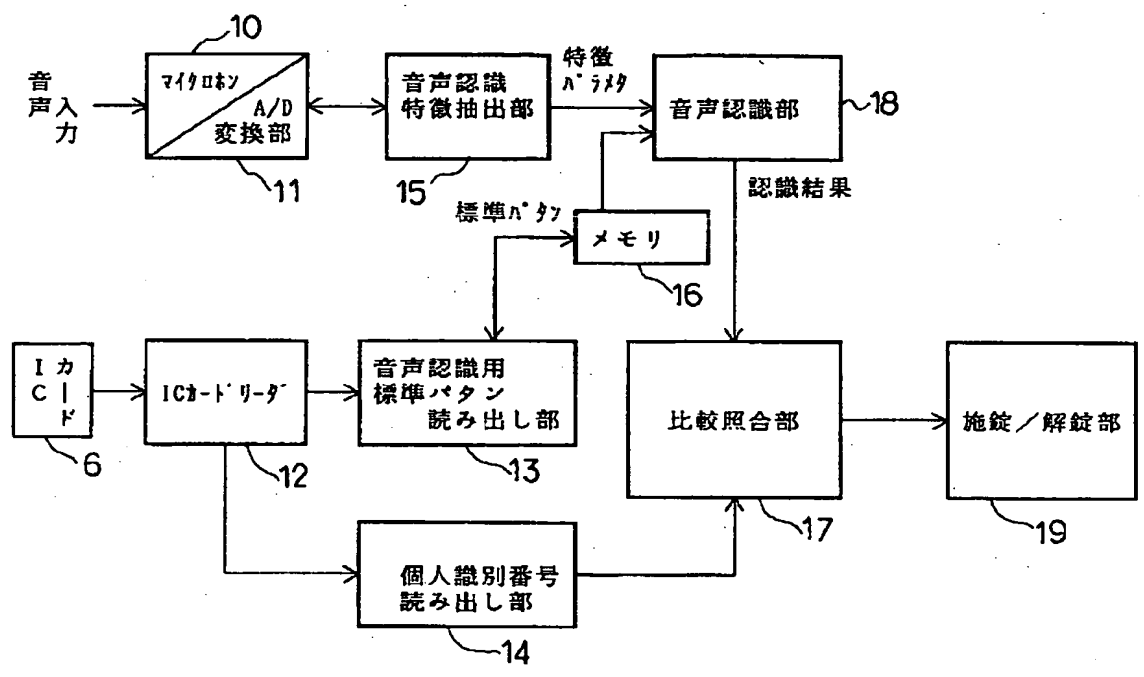 10
音声入力
マイクロホン
A/D
変換部
11
音声認識
特徴抽出部
15
特徴
パラメタ
音声認識部
18
認識結果
標準パタン
メモリ
16
ICカード
6
ICカードリーダ
12
音声認識用
標準パタン
読み出し部
13
比較照合部
17
施錠/解錠部
19
個人識別番号
読み出し部
14